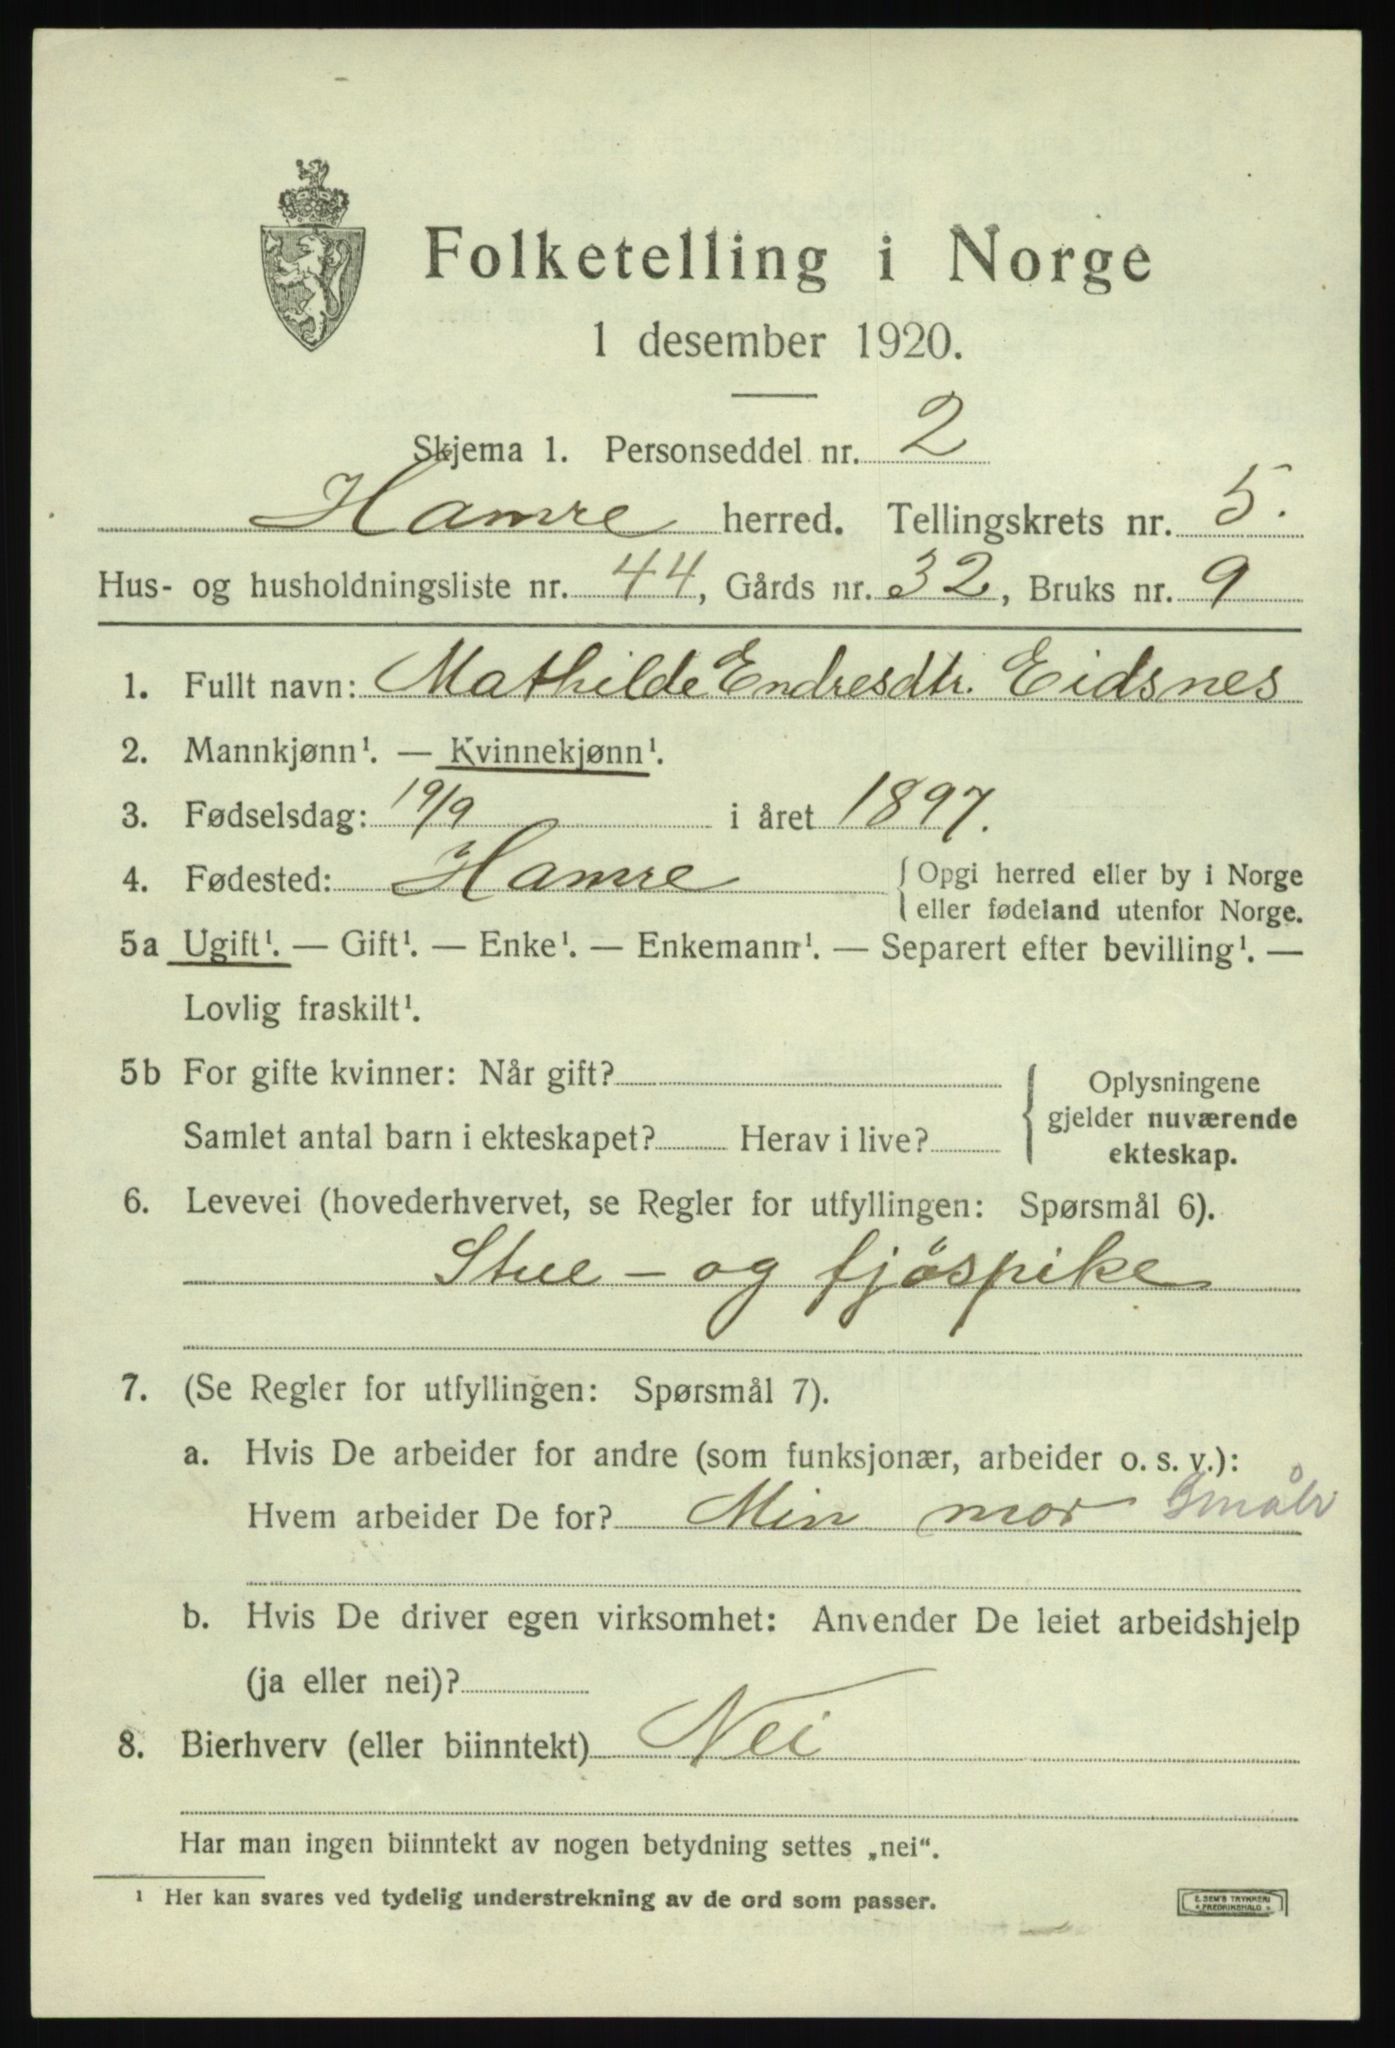 Folketelling i Norge
1 desember 1920.
Skjema 1. Personseddel nr. 2
Hamre herred. Tellingskrets nr. 5.
Hus- og husholdningsliste nr. 44, Gårds nr. 32, Bruks nr. 9
1. Fullt navn: Mathilde Endresdtr. Eidsnes
2. Mannkjønn¹. — Kvinnekjønn¹.
3. Fødselsdag: 19/9 i året 1897.
4. Fødested: Hamre { Opgi herred eller by i Norge
eller fødeland utenfor Norge.
5a Ugift¹. — Gift¹. — Enke¹. — Enkemann¹. — Separert efter bevilling¹. —
Lovlig fraskilt¹.
5b For gifte kvinner: Når gift?
Samlet antal barn i ekteskapet? Herav i live?
{ Oplysningene
gjelder nuværende
ekteskap.
6. Levevei (hovederhvervet, se Regler for utfyllingen: Spørsmål 6).
Stue - og fjøspike
7. (Se Regler for utfyllingen: Spørsmål 7).
a. Hvis De arbeider for andre (som funksjonær, arbeider o. s. v.):
Hvem arbeider De for? Min mor Småbr
b. Hvis De driver egen virksomhet: Anvender De leiet arbeidshjelp
(ja eller nei)?
8. Bierhverv (eller biinntekt) Nei
Har man ingen biinntekt av nogen betydning settes „nei“.
¹ Her kan svares ved tydelig understrekning av de ord som passer.
E. SEM'S TRYKKERI
* FREDRIKSHALD *